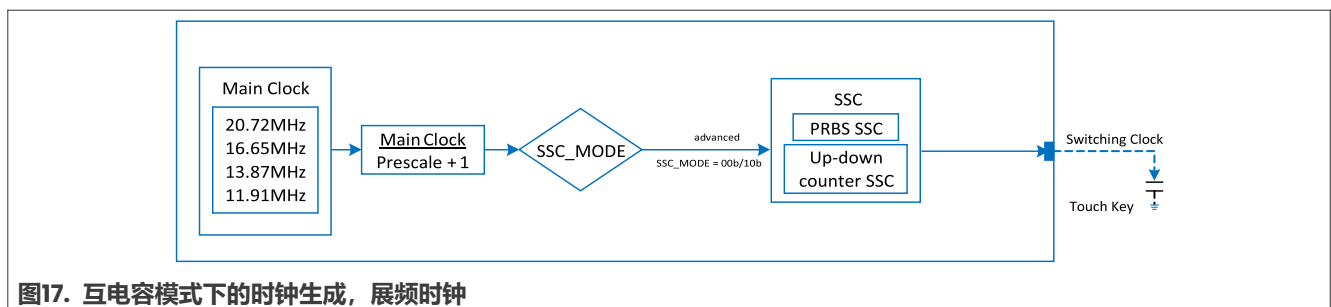 Main Clock
20.72MHz
16.65MHz
13.87MHz
11.91MHz
Main Clock
Prescale + 1
SSC_MODE
advanced
SSC_MODE = 00b/10b
SSC
PRBS SSC
Up-down
counter SSC
Switching Clock
Touch Key
图17. 互电容模式下的时钟生成，展频时钟